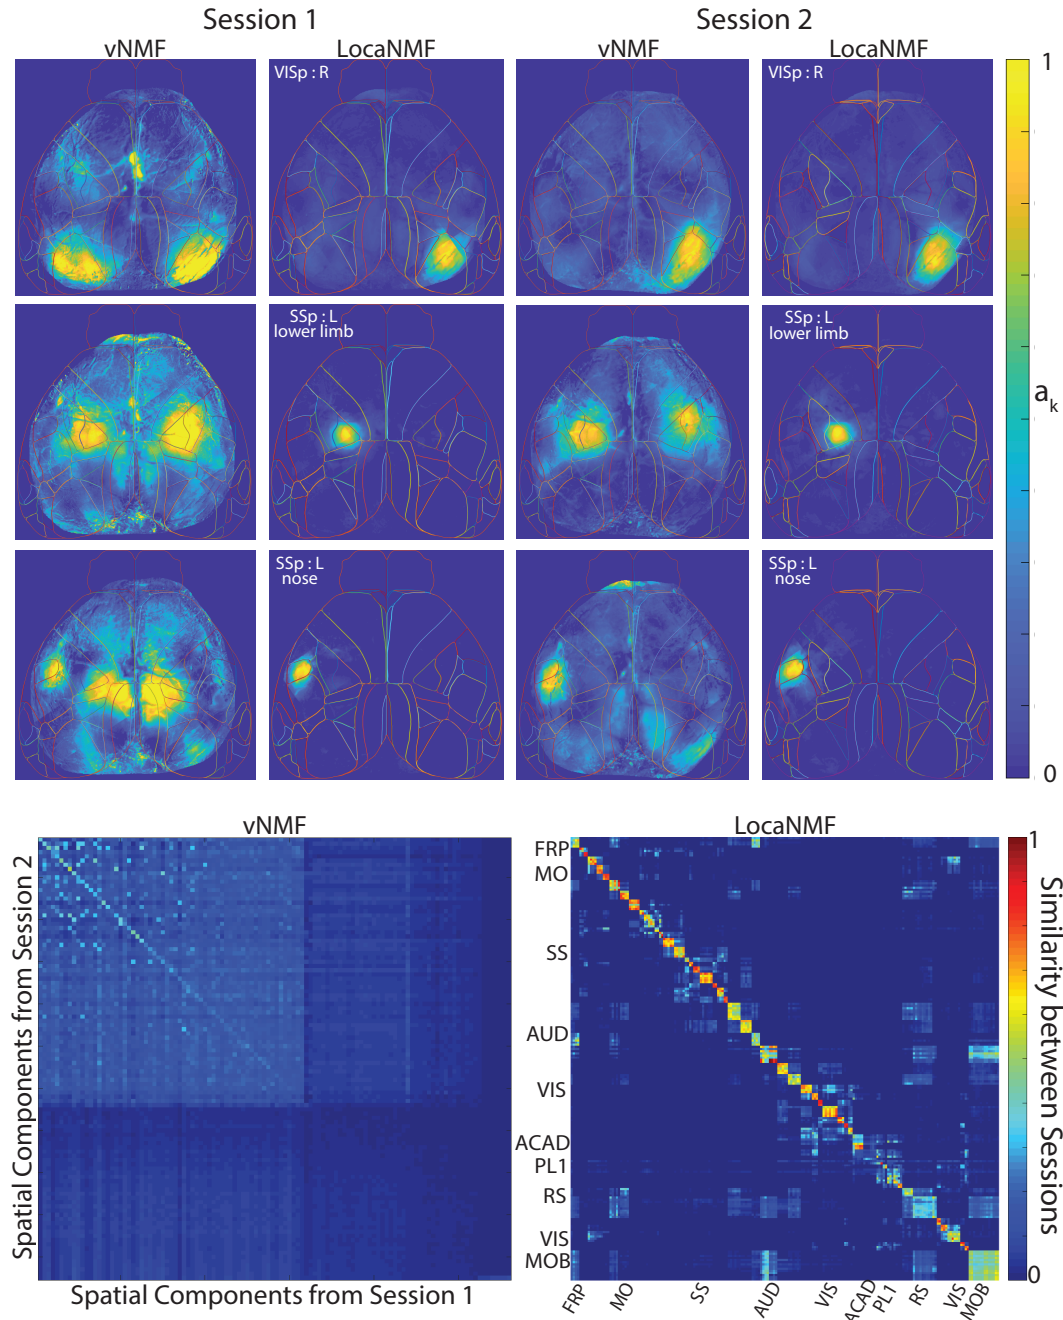 Session 1
Session 2
vNMF
LocaNMF
vNMF
LocaNMF
VISp : R
VISp : R
1
SSp : L
lower limb
SSp : L
lower limb
a_k
SSp : L
nose
SSp : L
nose
0
vNMF
LocaNMF
Spatial Components from Session 2
Spatial Components from Session 1
FRP
MO
SS
AUD
VIS
ACAD
PL1
RS
VIS
MOB
FRP
MO
SS
AUD
VIS
ACAD
PL1
RS
VIS
MOB
1
Similarity between Sessions
0